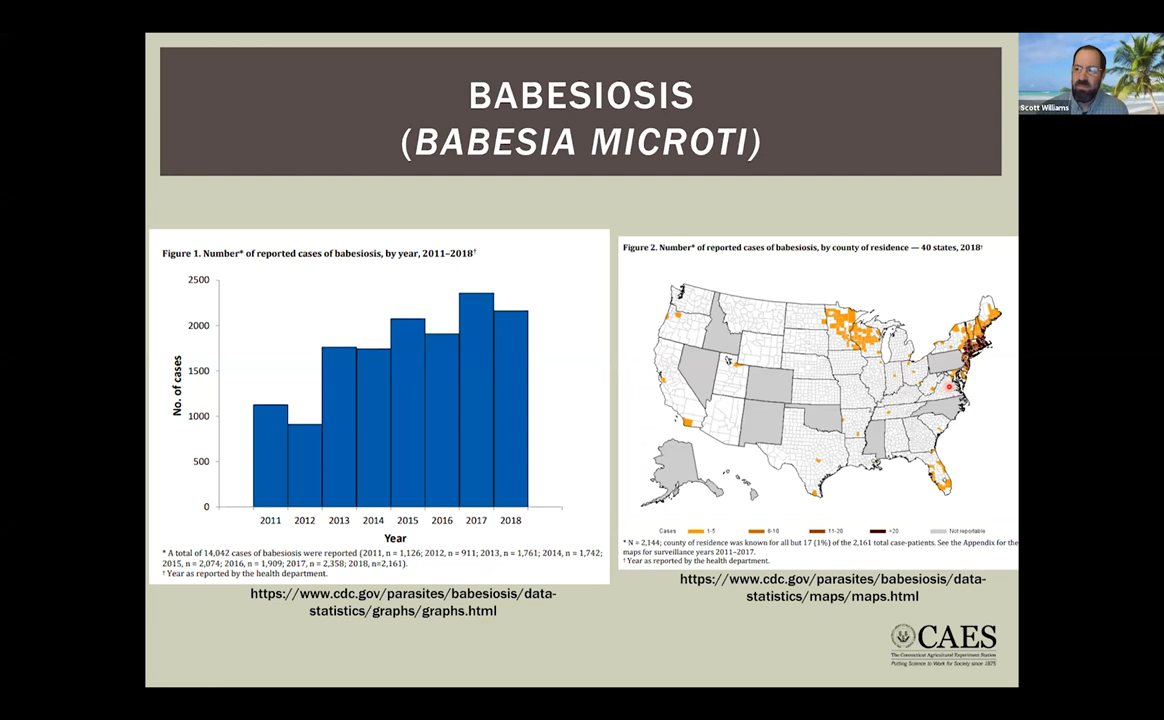 BABESIOSIS
(BABESIA MICROTI)
Scott Williams
Figure 1. Number* of reported cases of babesiosis, by year, 2011–2018†
2500
2000
1500
1000
500
0
No. of cases
2011 2012 2013 2014 2015 2016 2017 2018
Year
* A total of 14,042 cases of babesiosis were reported (2011, n = 1,126; 2012, n = 911; 2013, n = 1,761; 2014, n = 1,742;
2015, n = 2,074; 2016, n = 1,909; 2017, n = 2,358; 2018, n=2,161).
† Year as reported by the health department.
https://www.cdc.gov/parasites/babesiosis/data-
statistics/graphs/graphs.html
Figure 2. Number* of reported cases of babesiosis, by county of residence — 40 states, 2018†
Cases 1-5 6-10 11-20 >20 Not reportable
* N = 2,144; county of residence was known for all but 17 (1%) of the 2,161 total case-patients. See the Appendix for the
maps for surveillance years 2011–2017.
† Year as reported by the health department.
https://www.cdc.gov/parasites/babesiosis/data-
statistics/maps/maps.html
CAES
The Connecticut Agricultural Experiment Station
Putting Science to Work for Society since 1875